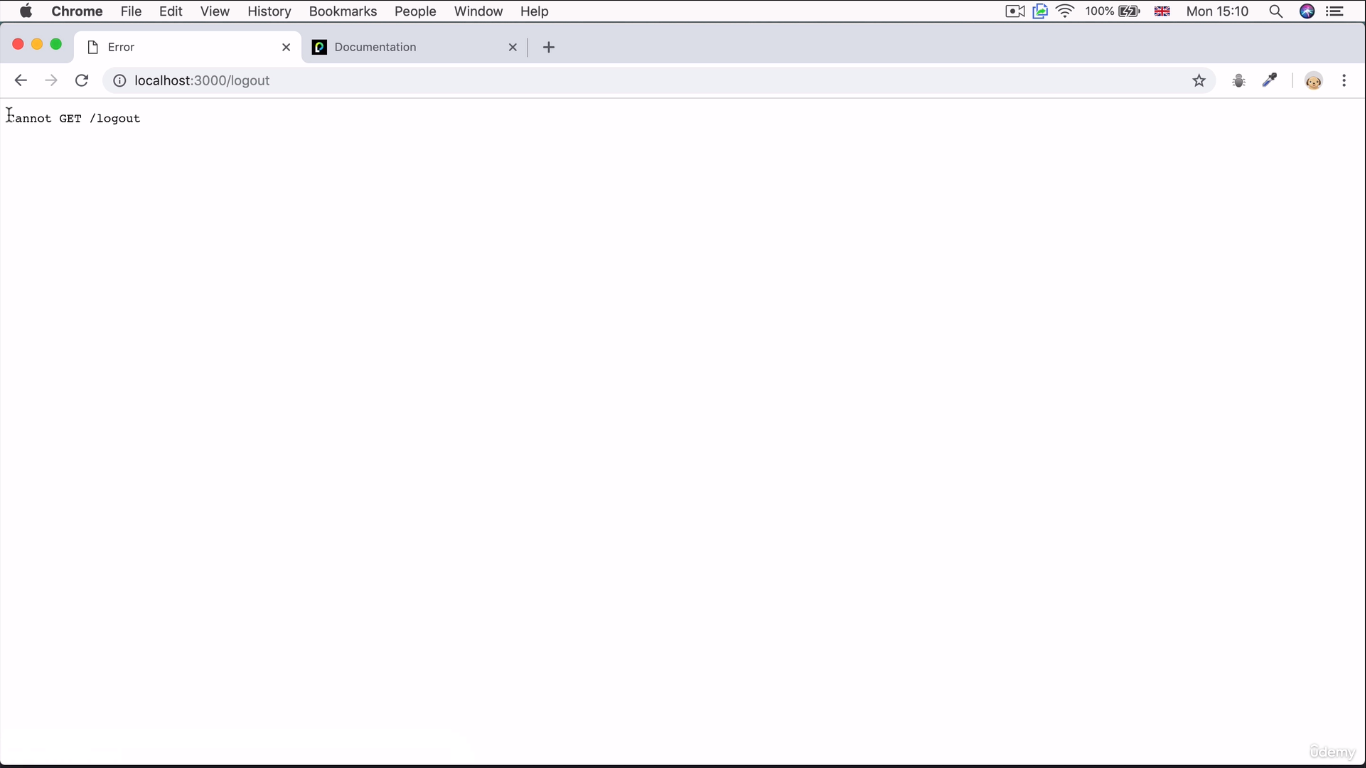 Chrome File Edit View History Bookmarks People Window Help 100% Mon 15:10
Error Documentation
localhost:3000/logout
Cannot GET /logout
ûdemy